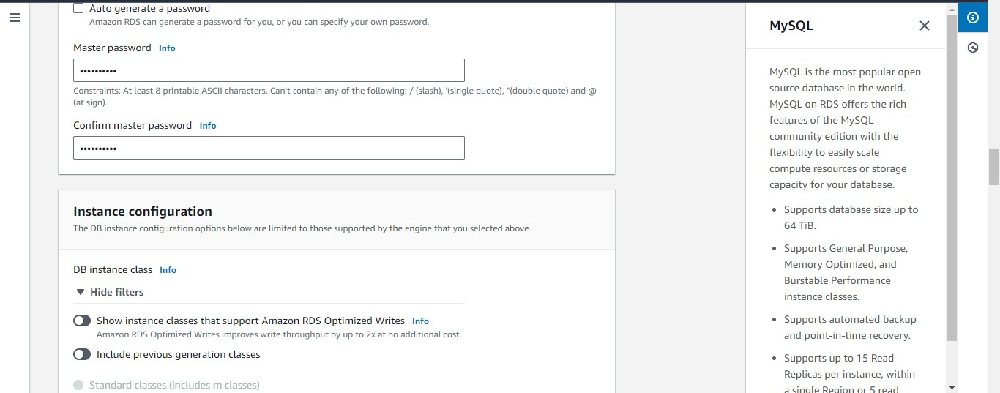 Auto generate a password
Amazon RDS can generate a password for you, or you can specify your own password.
Master password Info
••••••••••
Constraints: At least 8 printable ASCII characters. Can't contain any of the following: / (slash), '(single quote), "(double quote) and @
(at sign).
Confirm master password Info
••••••••••
Instance configuration
The DB instance configuration options below are limited to those supported by the engine that you selected above.
DB instance class Info
Hide filters
Show instance classes that support Amazon RDS Optimized Writes Info
Amazon RDS Optimized Writes improves write throughput by up to 2x at no additional cost.
Include previous generation classes
Standard classes (includes m classes)
MySQL
MySQL is the most popular open
source database in the world.
MySQL on RDS offers the rich
features of the MySQL
community edition with the
flexibility to easily scale
compute resources or storage
capacity for your database.
• Supports database size up to
64 TiB.
• Supports General Purpose,
Memory Optimized, and
Burstable Performance
instance classes.
• Supports automated backup
and point-in-time recovery.
• Supports up to 15 Read
Replicas per instance, within
a single Region or 5 read